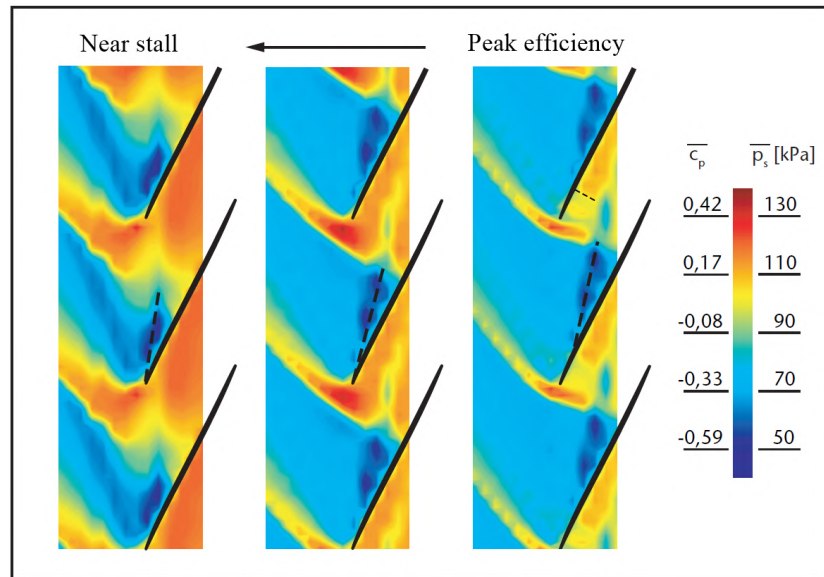 Near stall
Peak efficiency
c_p
p_s [kPa]
0,42 130
0,17 110
-0,08 90
-0,33 70
-0,59 50